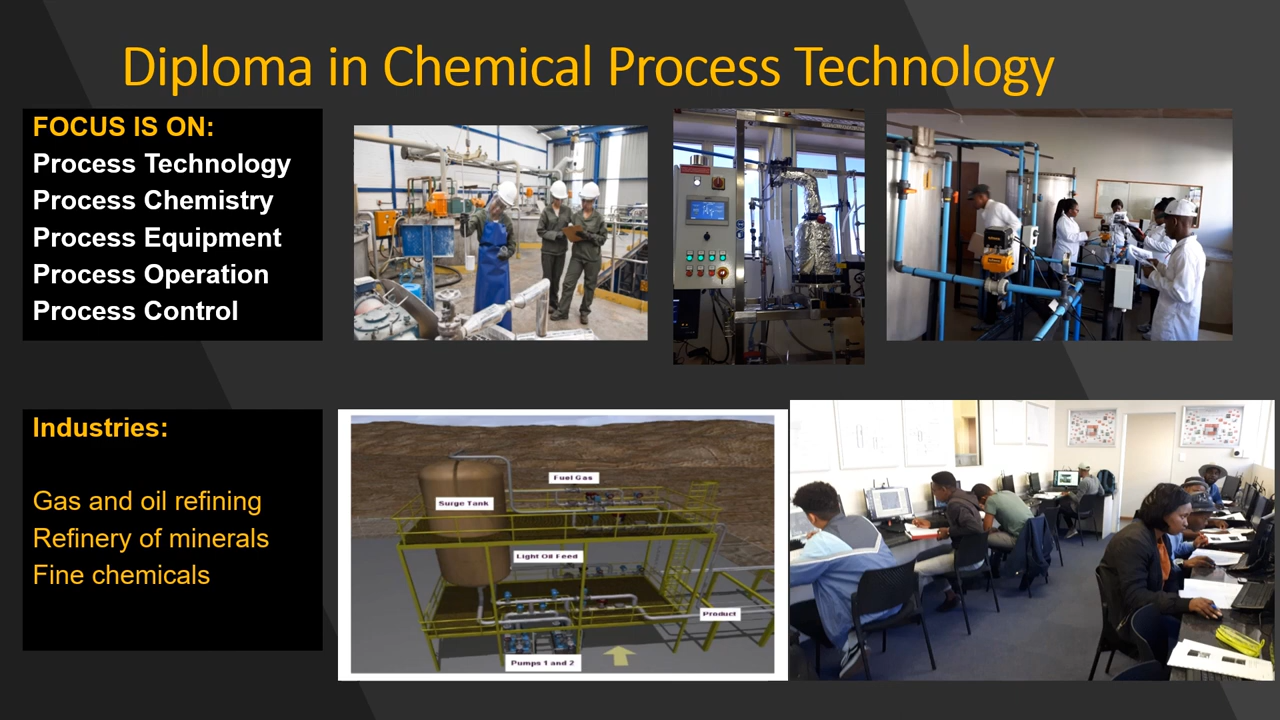 Diploma in Chemical Process Technology
FOCUS IS ON:
Process Technology
Process Chemistry
Process Equipment
Process Operation
Process Control
Industries:
Gas and oil refining
Refinery of minerals
Fine chemicals
Fuel Gas
Surge Tank
Light Oil Feed
Product
Pumps 1 and 2